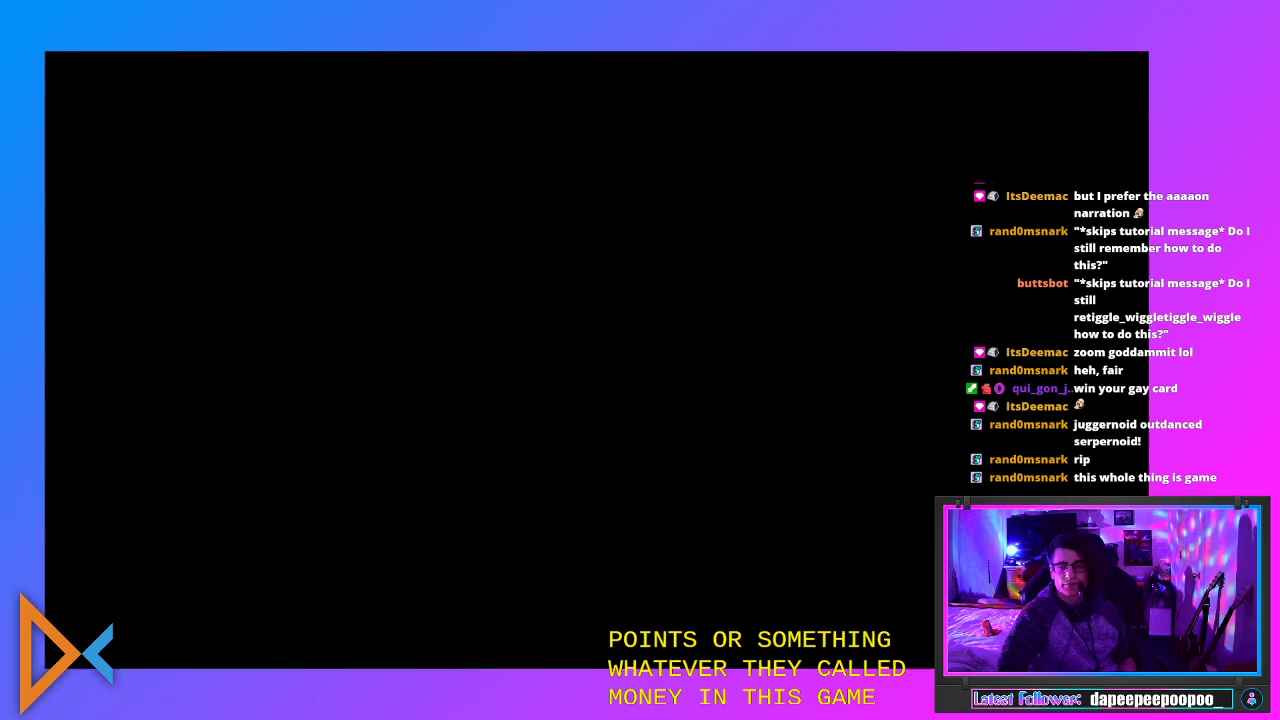 ItsDeemac but I prefer the aaaaon
narration
rand0msnark "*skips tutorial message* Do I
still remember how to do
this?"
buttsbot "*skips tutorial message* Do I
still
retiggle_wiggletiggle_wiggle
how to do this?"
ItsDeemac zoom goddammit lol
rand0msnark heh, fair
qui_gon_j.. win your gay card
ItsDeemac
rand0msnark juggernoid outdanced
serpernoid!
rand0msnark rip
rand0msnark this whole thing is game
POINTS OR SOMETHING
WHATEVER THEY CALLED
MONEY IN THIS GAME
Latest Follower: dapeepeepoopoo_